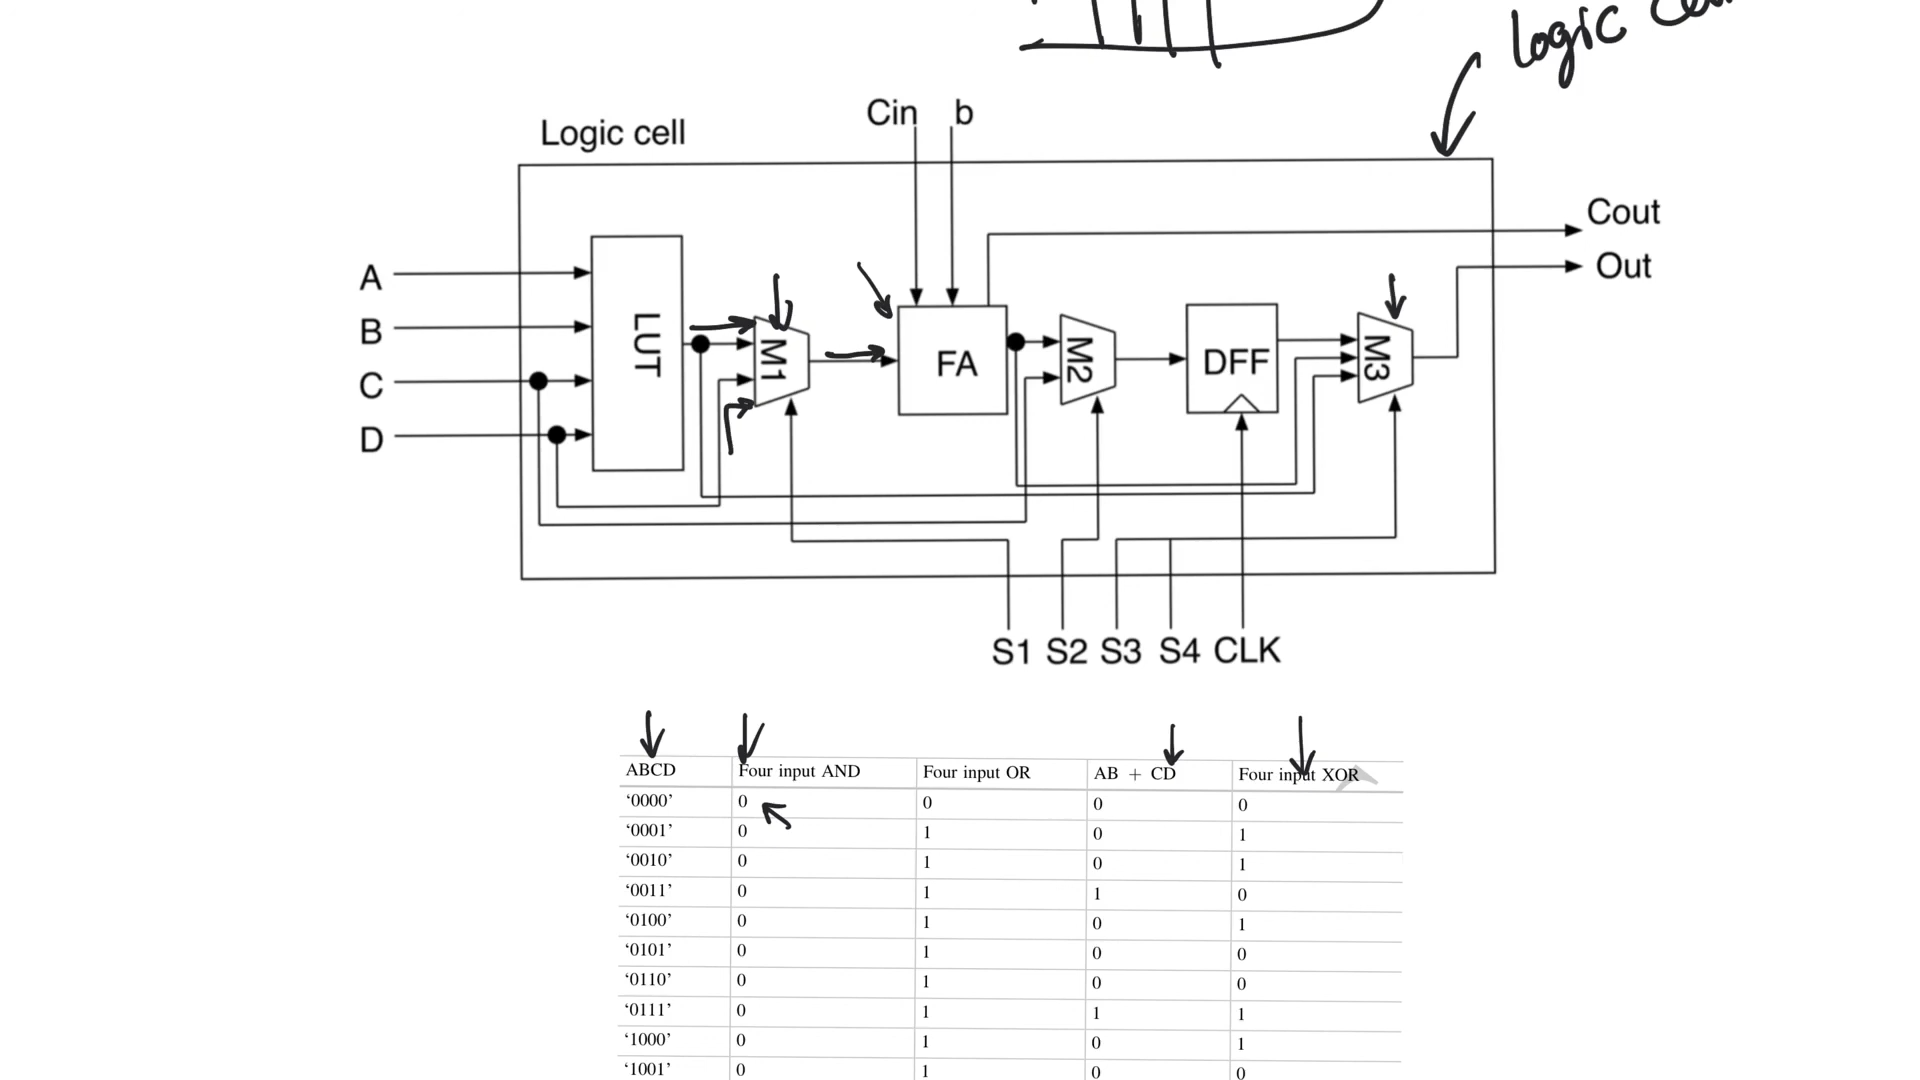 logic
Cin b
Logic cell
Cout
Out
A
B
C
D
LUT
M1
FA
M2
DFF
M3
S1 S2 S3 S4 CLK
ABCD Four input AND Four input OR AB + CD Four input XOR
‘0000’ 0 0 0 0
‘0001’ 0 1 0 1
‘0010’ 0 1 0 1
‘0011’ 0 1 1 0
‘0100’ 0 1 0 1
‘0101’ 0 1 0 0
‘0110’ 0 1 0 0
‘0111’ 0 1 1 1
‘1000’ 0 1 0 1
‘1001’ 0 1 0 0